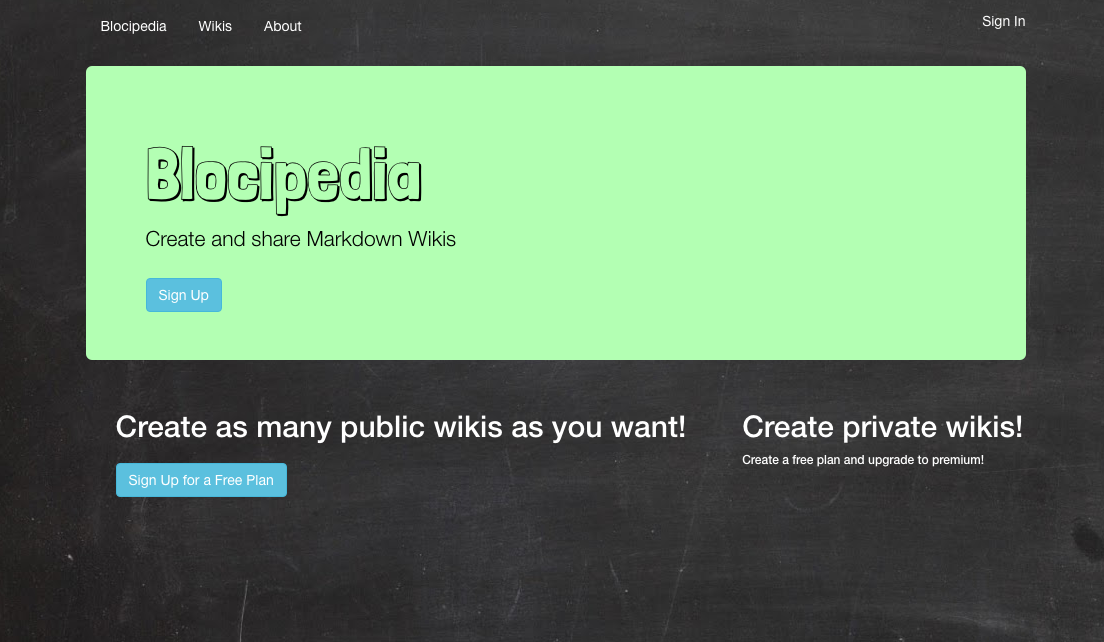 Blocipedia Wikis About Sign In
Blocipedia
Create and share Markdown Wikis
Sign Up
Create as many public wikis as you want!
Sign Up for a Free Plan
Create private wikis!
Create a free plan and upgrade to premium!